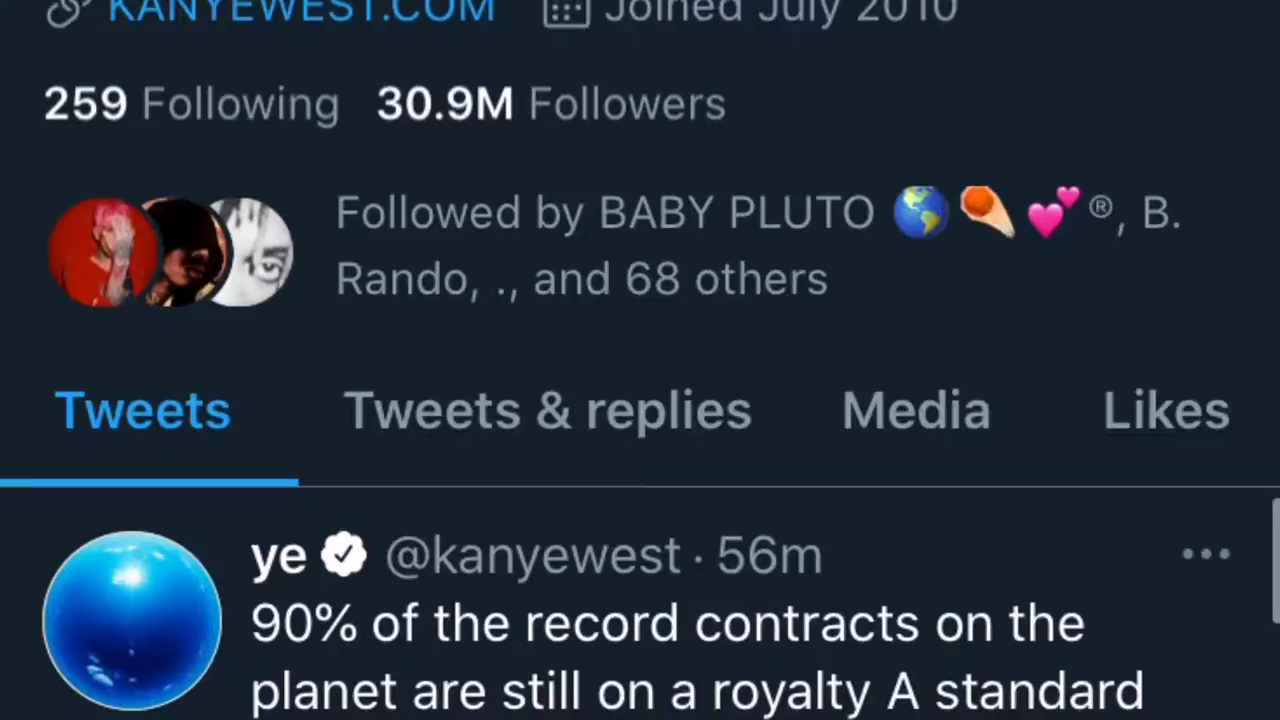 KANYEWEST.COM Joined July 2010
259 Following 30.9M Followers
Followed by BABY PLUTO 🌎☄️💕®, B.
Rando, ., and 68 others
Tweets Tweets & replies Media Likes
ye @kanyewest · 56m
90% of the record contracts on the
planet are still on a royalty A standard